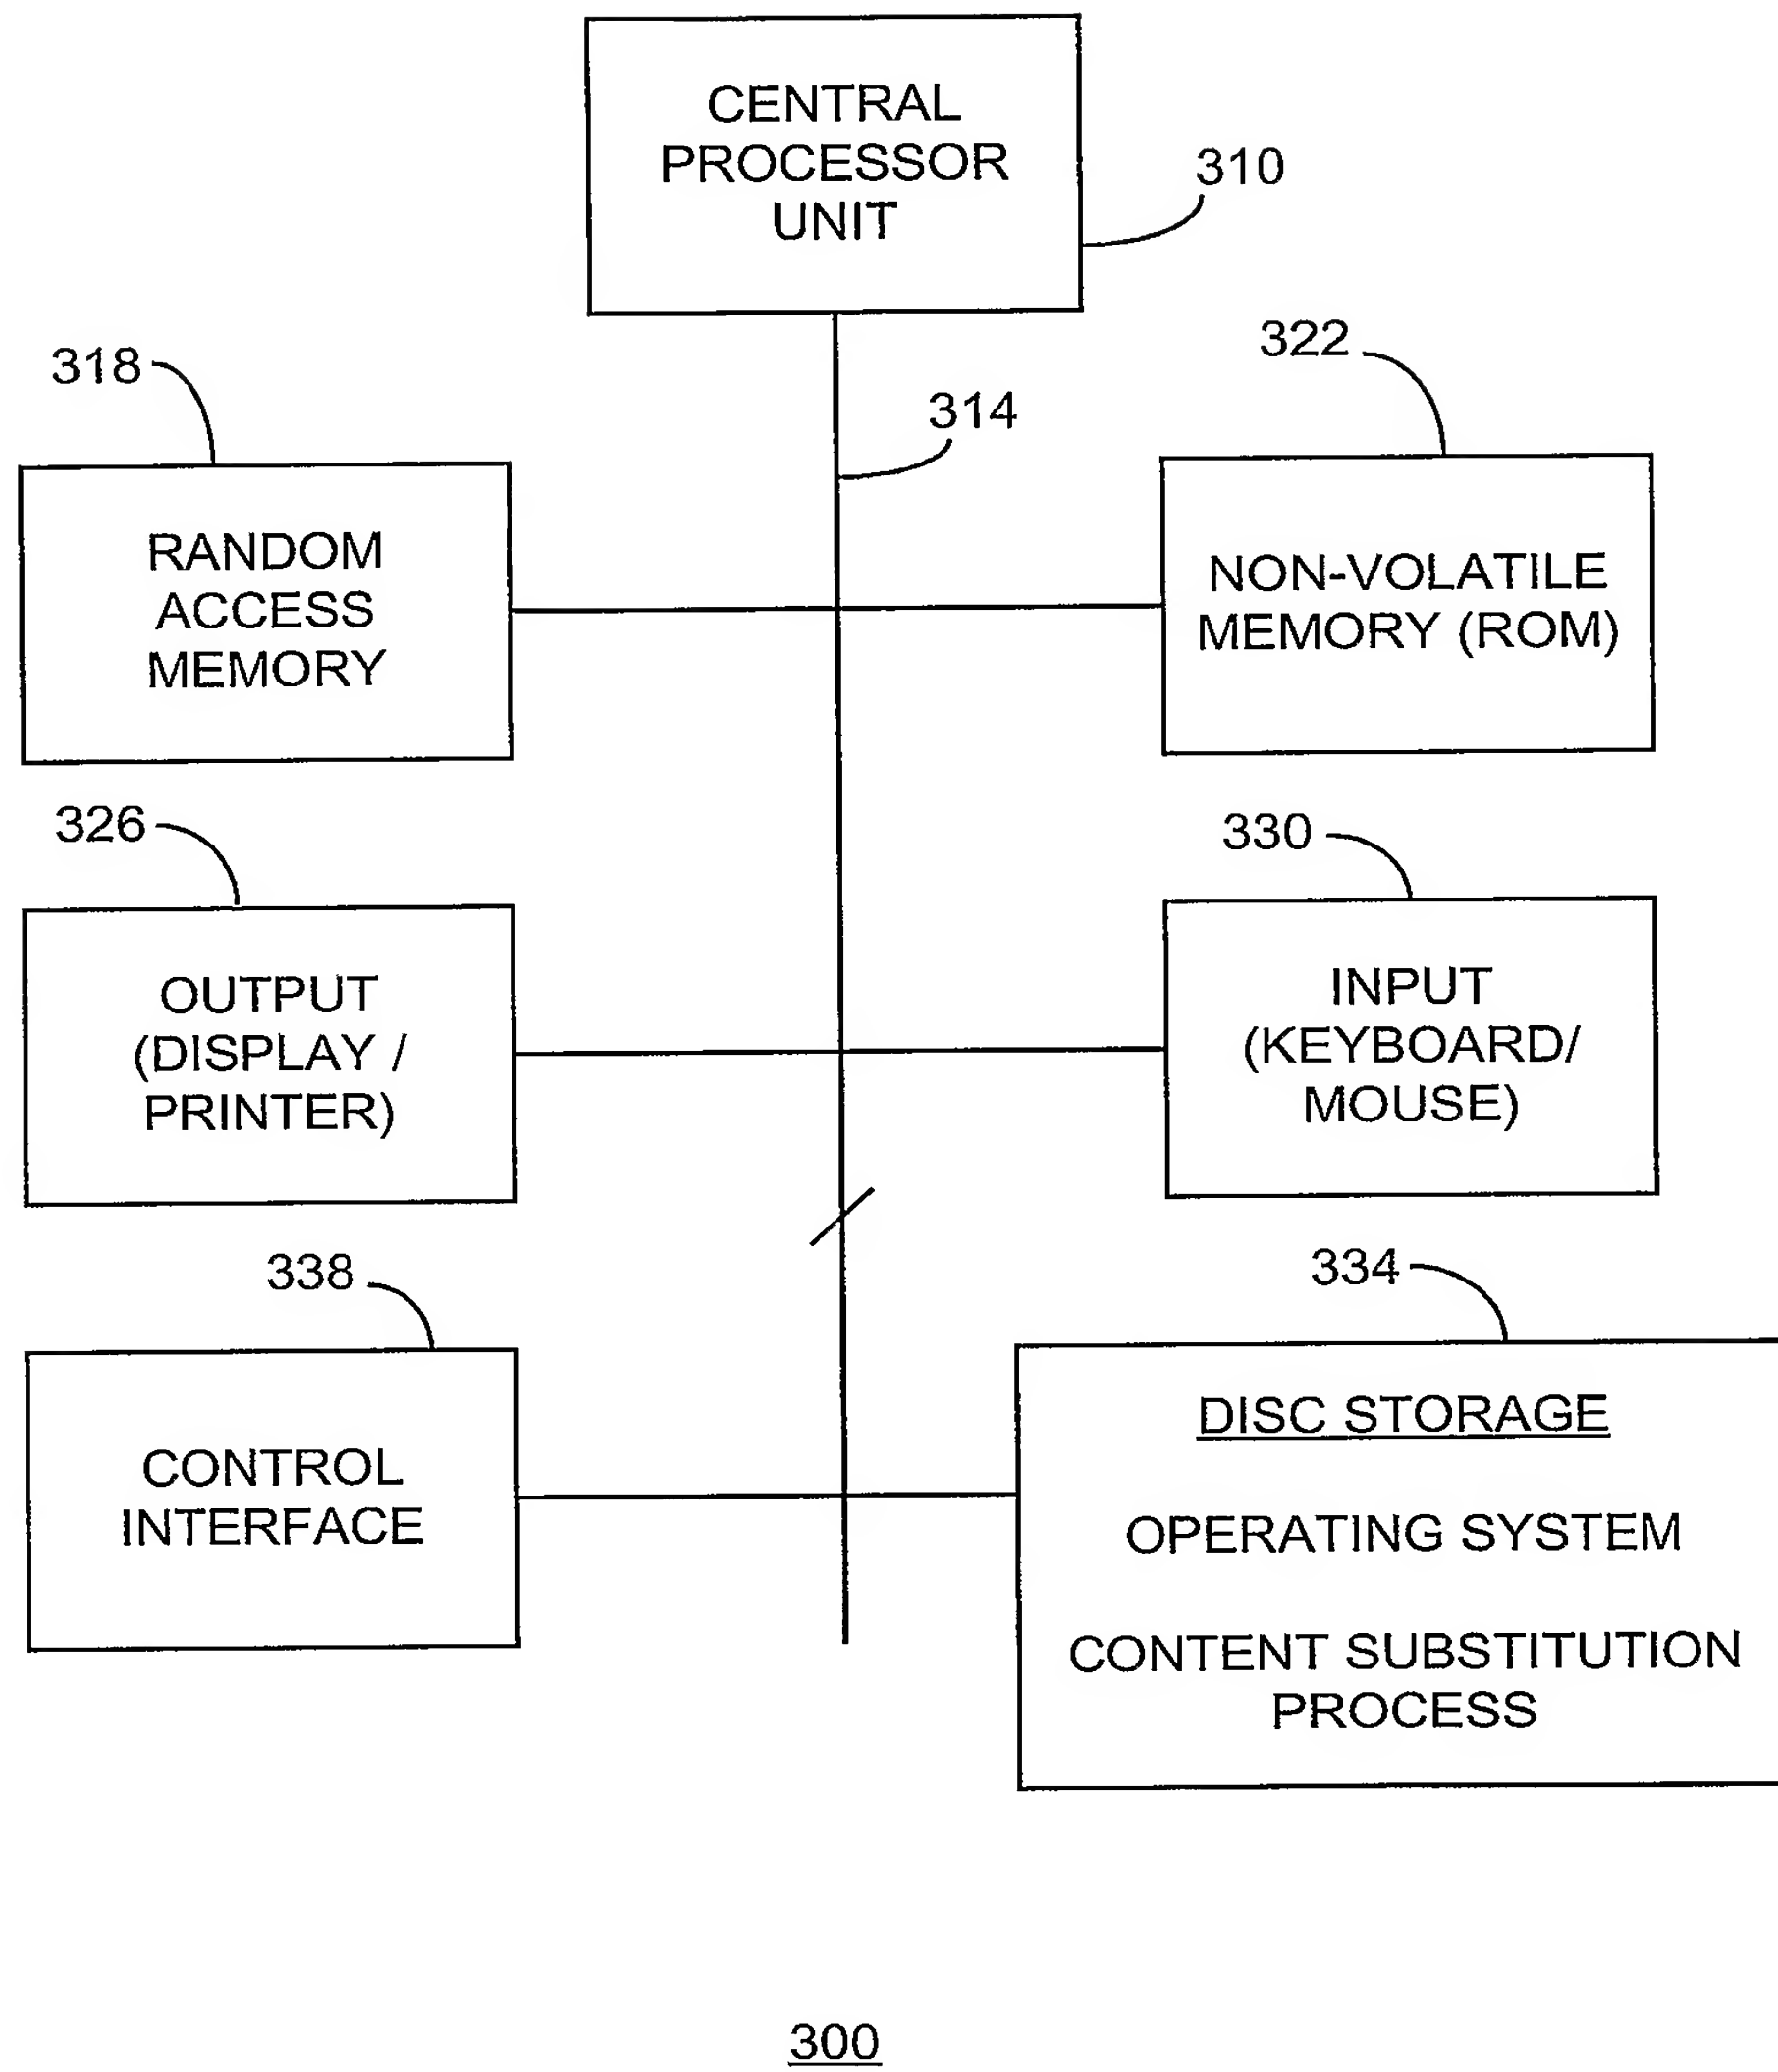 CENTRAL
PROCESSOR
UNIT
310
318
322
314
RANDOM
ACCESS
MEMORY
NON-VOLATILE
MEMORY (ROM)
326
330
OUTPUT
(DISPLAY /
PRINTER)
INPUT
(KEYBOARD/
MOUSE)
338
334
CONTROL
INTERFACE
DISC STORAGE
OPERATING SYSTEM
CONTENT SUBSTITUTION
PROCESS
300